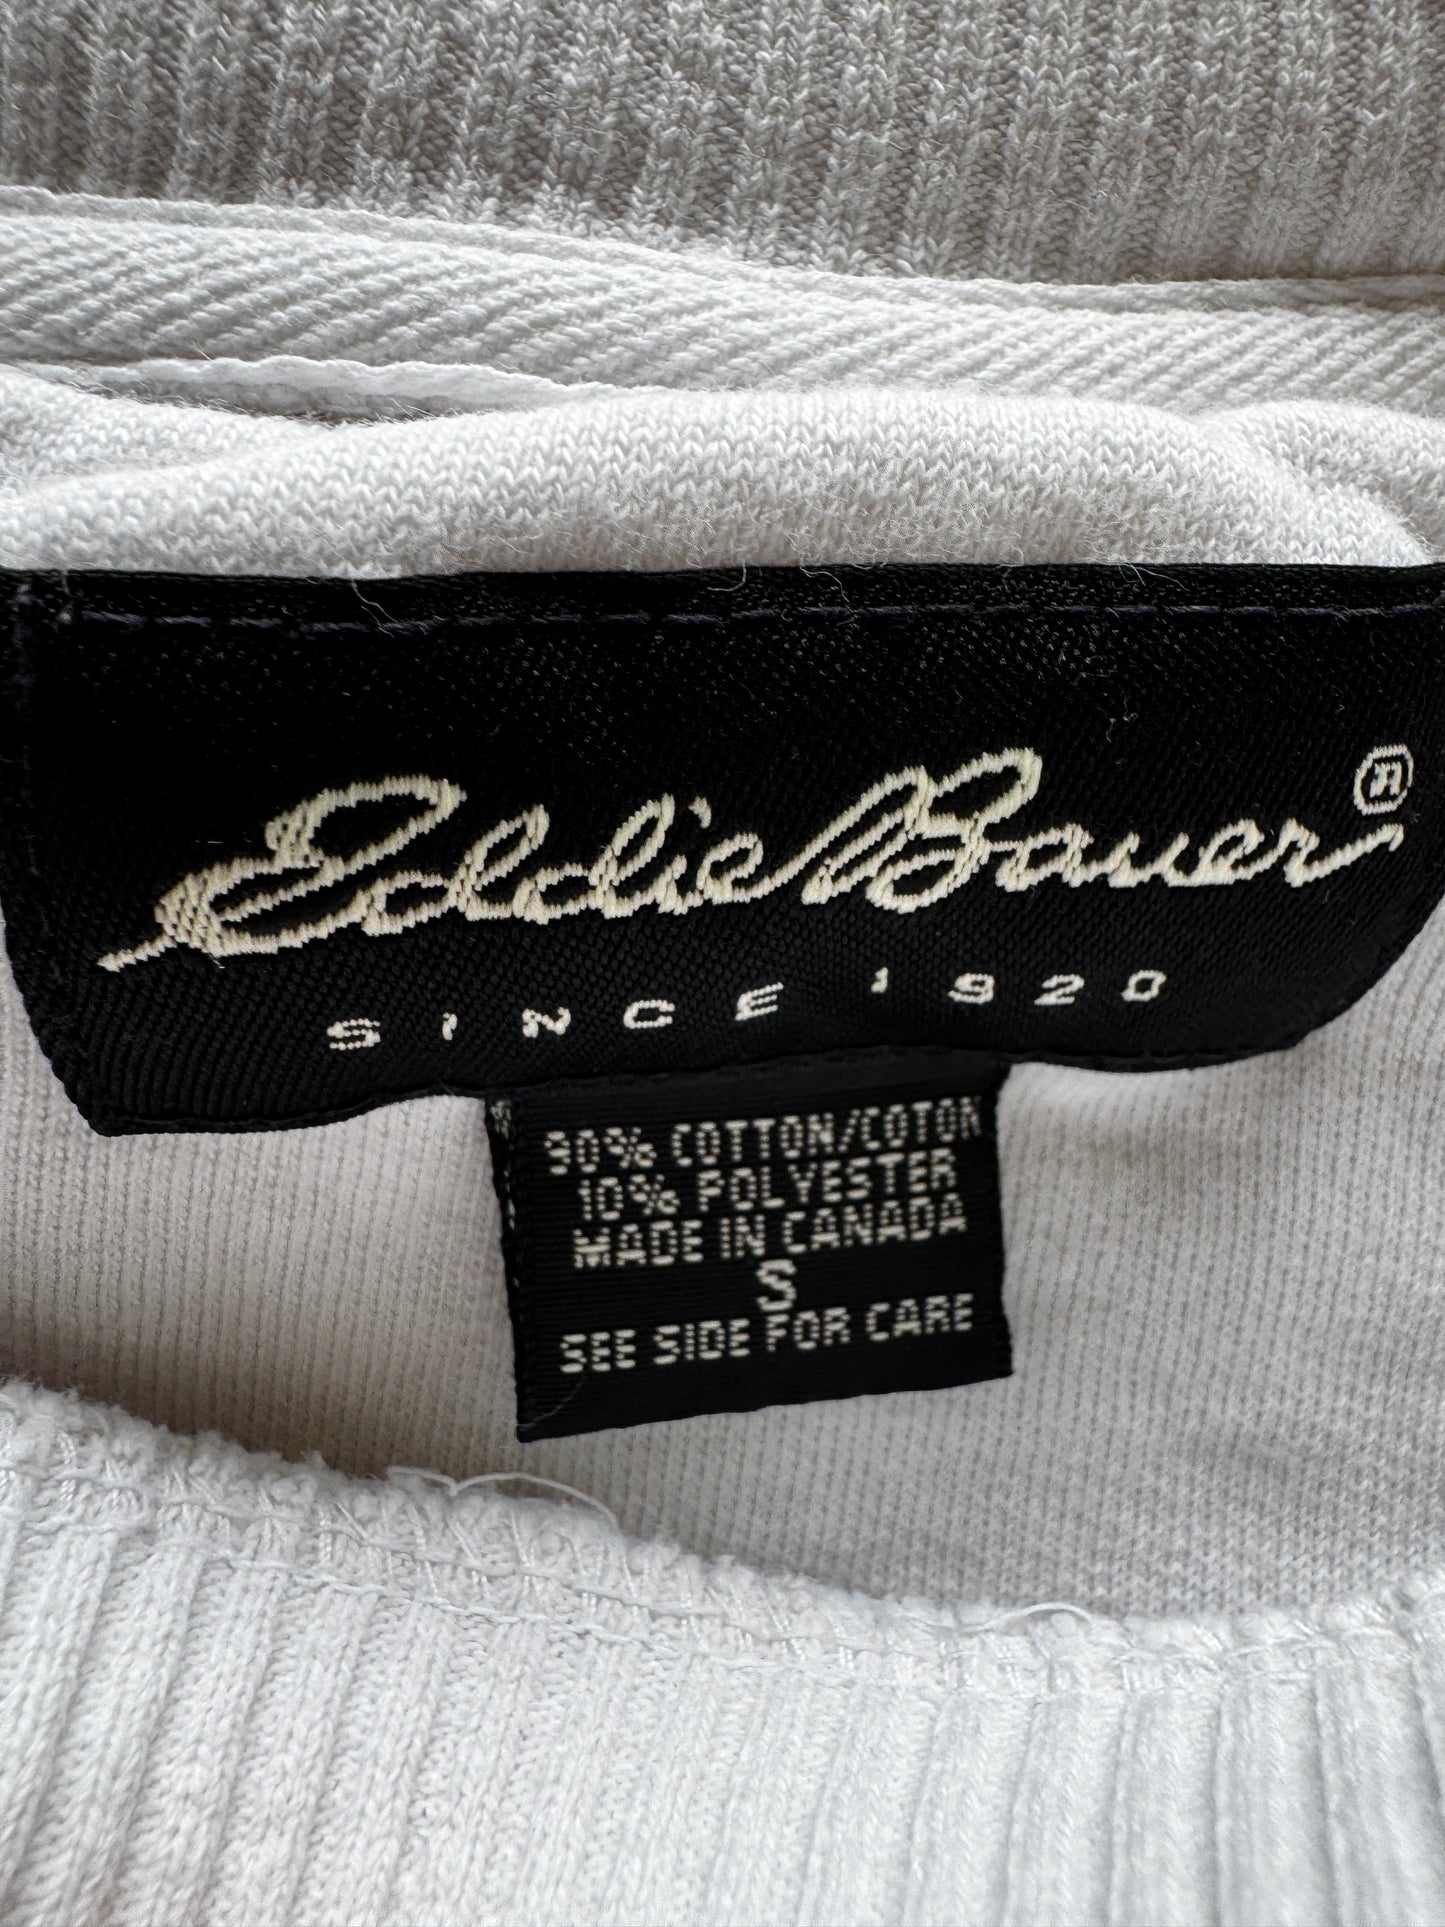 Eddie Bauer®
SINCE 1920
90% COTTON/COTON
10% POLYESTER
MADE IN CANADA
S
SEE SIDE FOR CARE